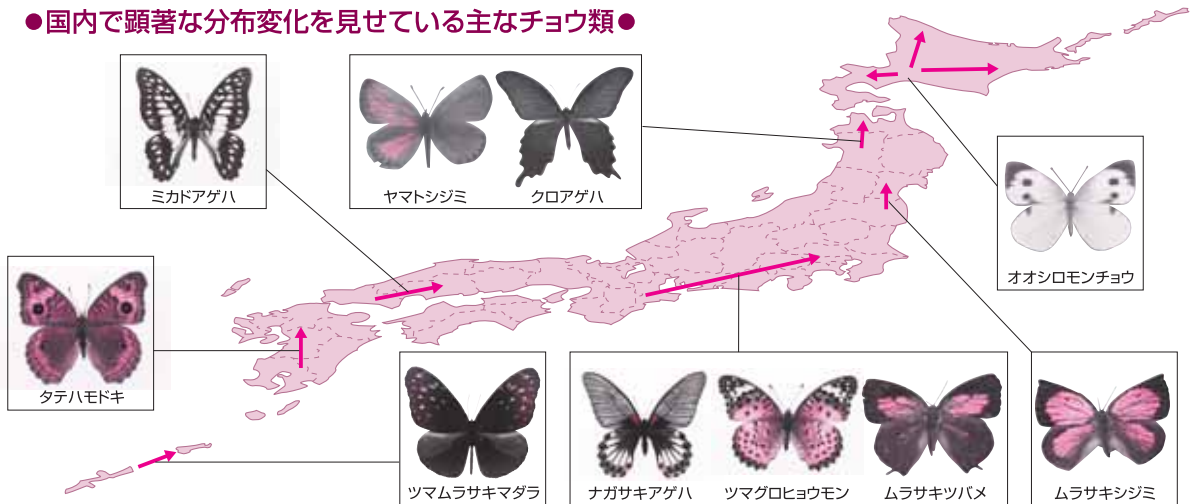 ●国内で顕著な分布変化を見せている主なチョウ類●
ミカドアゲハ
ヤマトシジミ
クロアゲハ
オオシロモンチョウ
タテハモドキ
ツマムラサキマダラ
ナガサキアゲハ
ツマグロヒョウモン
ムラサキツバメ
ムラサキシジミ